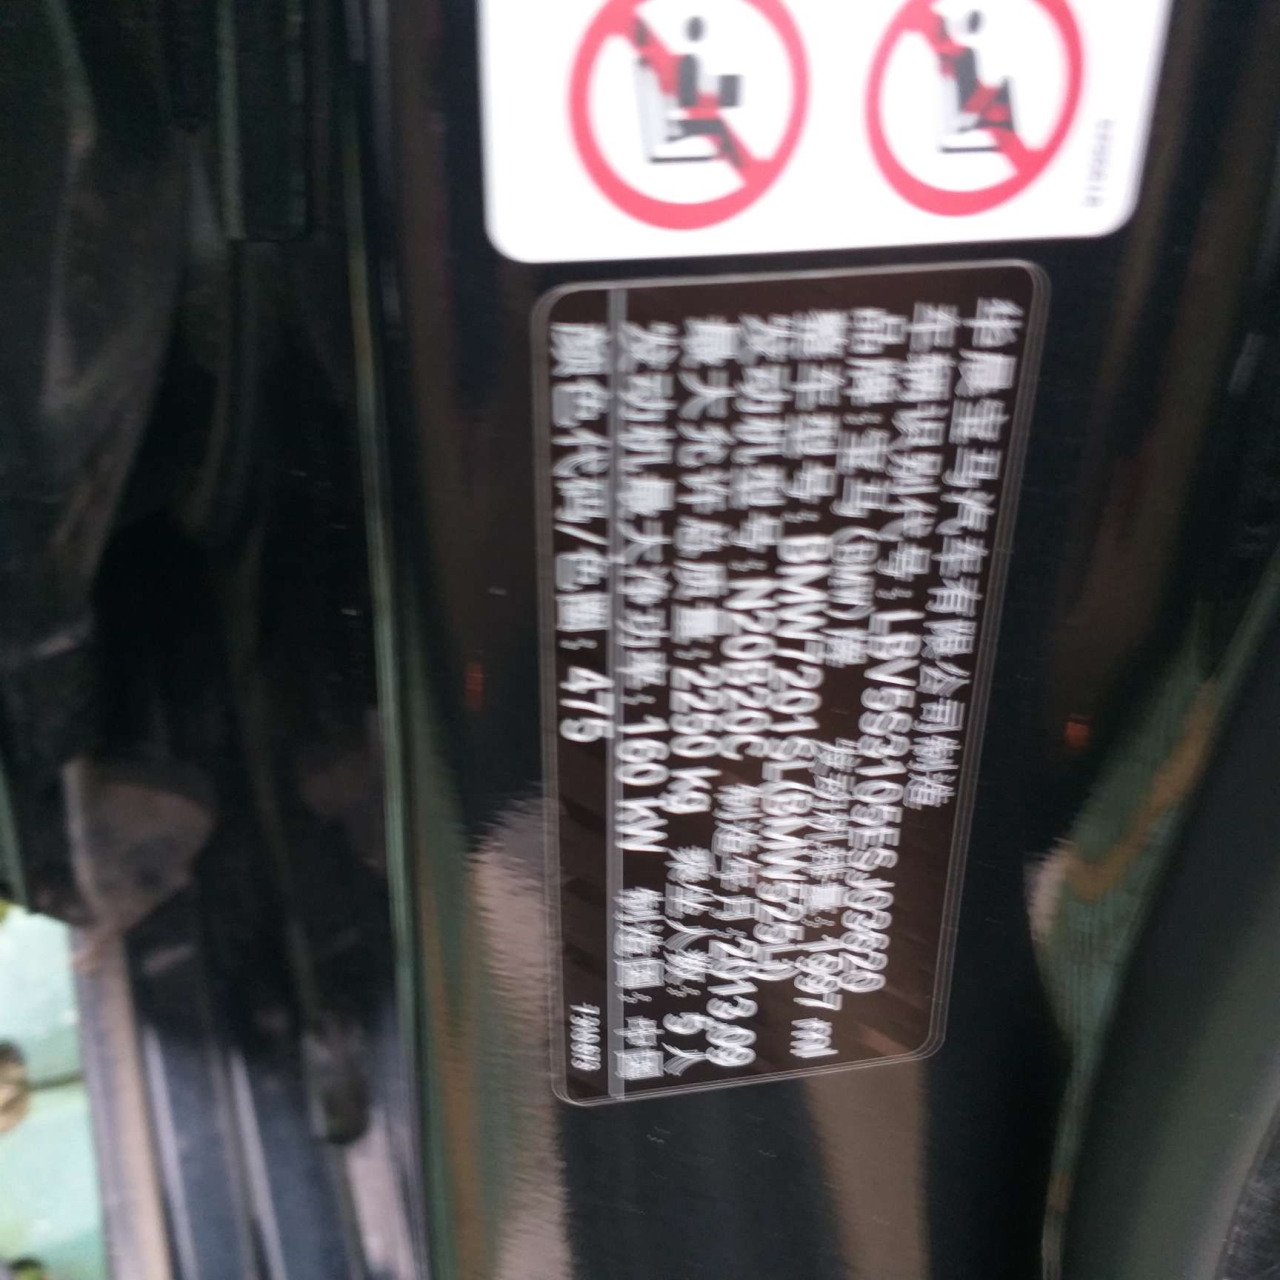 华晨宝马汽车有限公司制造
车辆识别代号: LBV5S3105ESJ09820
品牌: 宝马(BMW)牌 发动机排量: 1997 ml
整车型号: BMW7201SL(BMW525Li)
发动机型号: N20B20C 制造年月: 2013.09
最大允许总质量: 2260 kg 乘坐人数: 5 人
发动机最大净功率: 160 kW 制造国: 中国
颜色代码/色调: 475